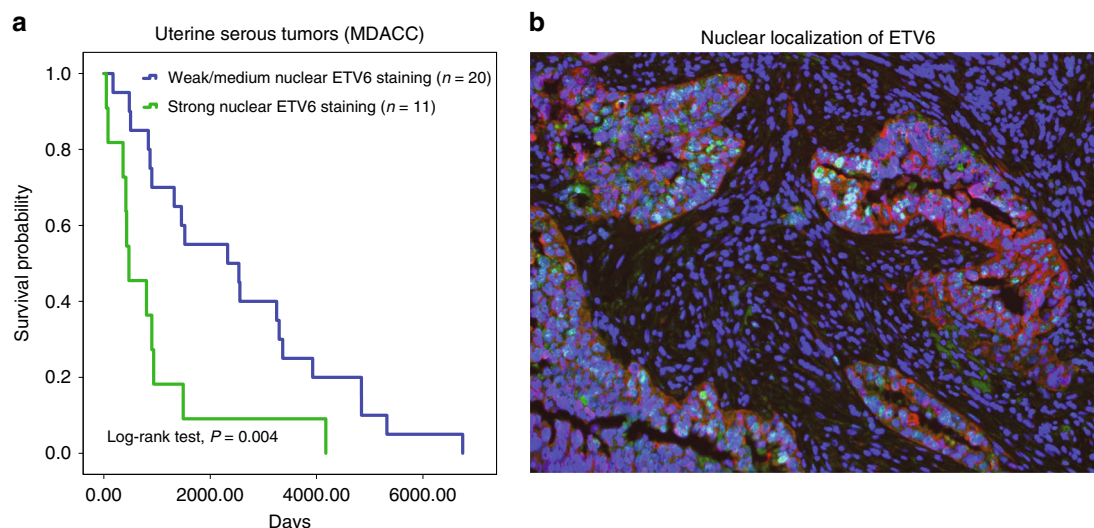 a
Uterine serous tumors (MDACC)
Survival probability
1.0
0.8
0.6
0.4
0.2
0.0
Weak/medium nuclear ETV6 staining (n = 20)
Strong nuclear ETV6 staining (n = 11)
Log-rank test, P = 0.004
0.00 2000.00 4000.00 6000.00
Days
b
Nuclear localization of ETV6